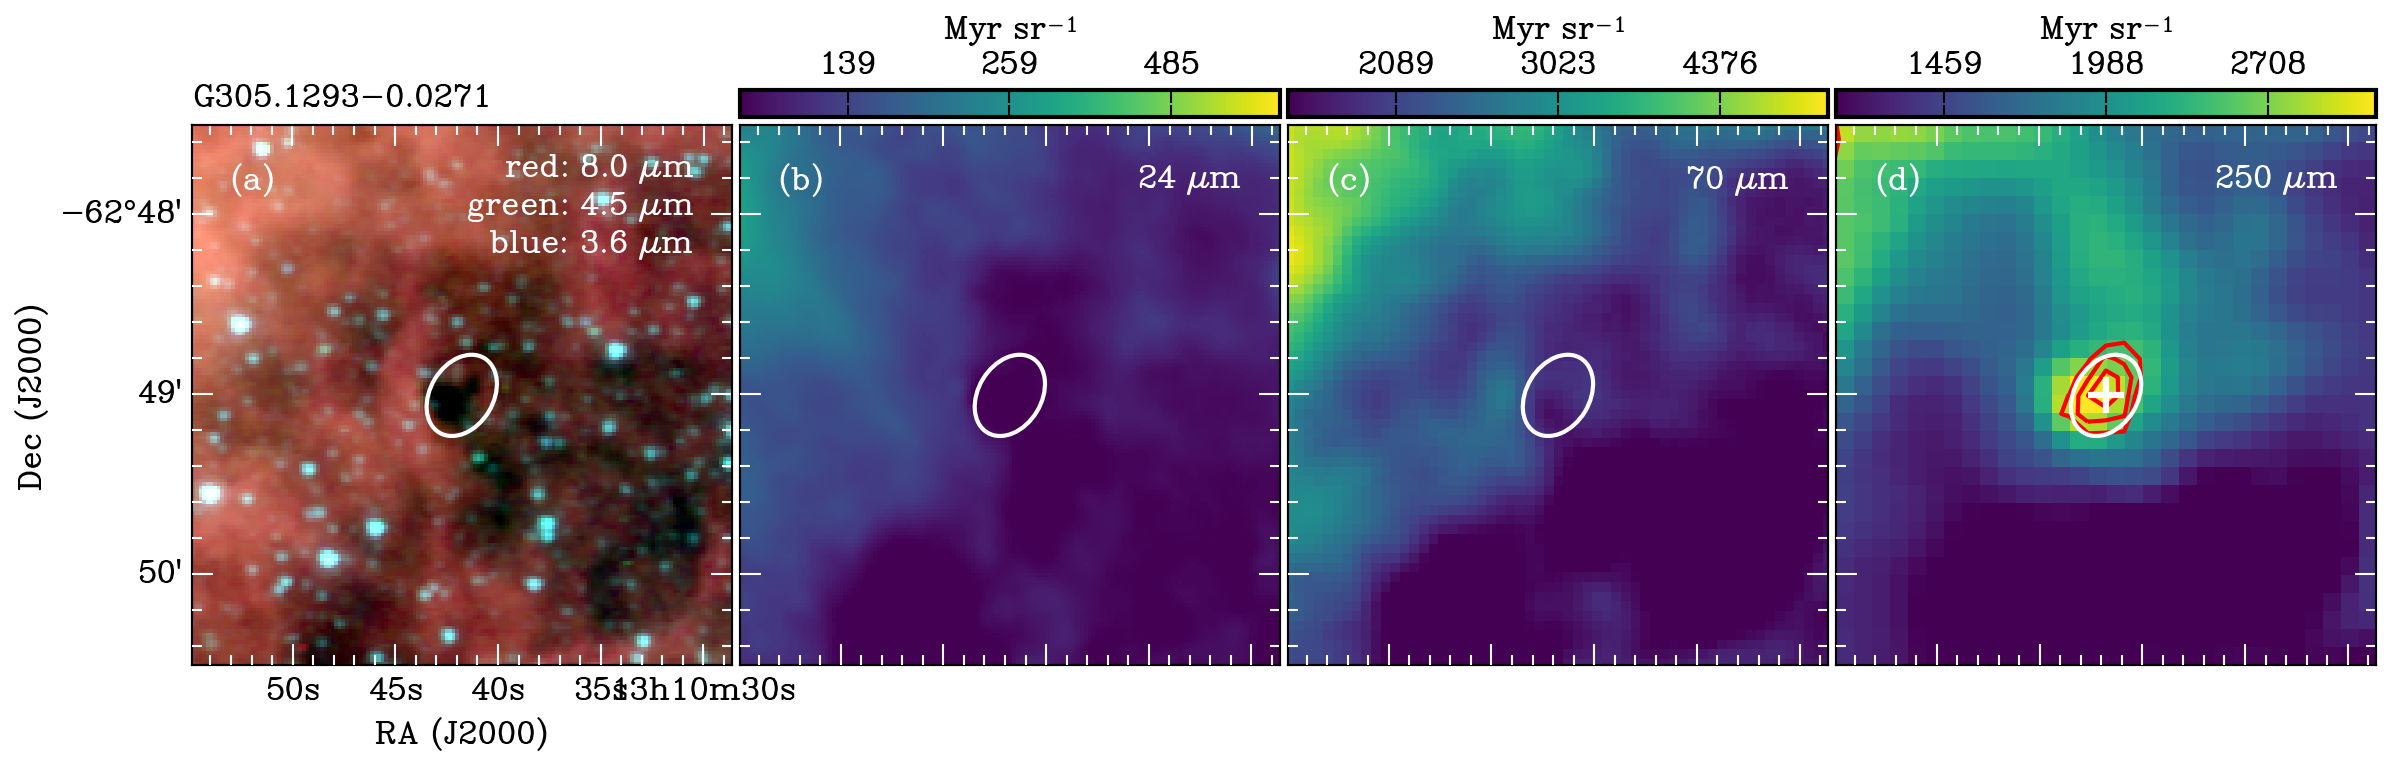 Myr sr⁻¹
139 259 485
Myr sr⁻¹
2089 3023 4376
Myr sr⁻¹
1459 1988 2708
G305.1293−0.0271
(a)
red: 8.0 μm
green: 4.5 μm
blue: 3.6 μm
(b)
24 μm
(c)
70 μm
(d)
250 μm
−62°48'
49'
50'
Dec (J2000)
50s 45s 40s 35s 13h10m30s
RA (J2000)